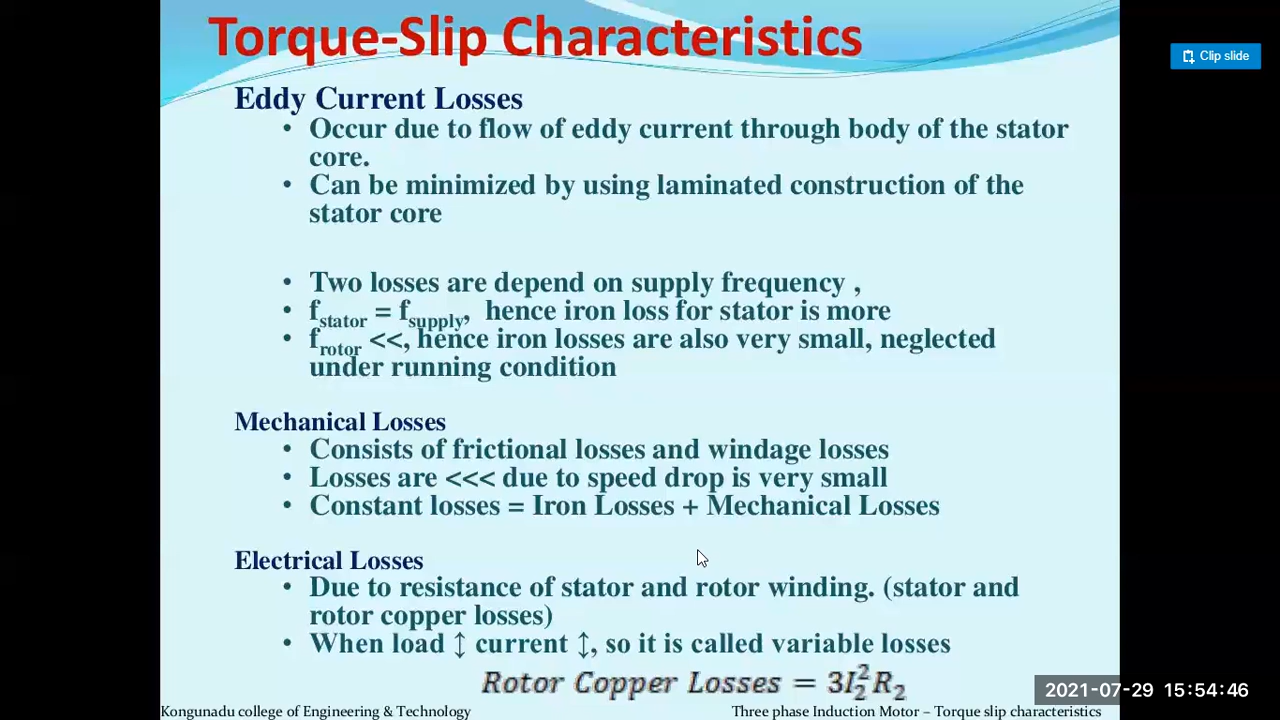 Torque-Slip Characteristics
Clip slide
Eddy Current Losses
• Occur due to flow of eddy current through body of the stator
core.
• Can be minimized by using laminated construction of the
stator core
• Two losses are depend on supply frequency ,
• fstator = fsupply, hence iron loss for stator is more
• frotor <<, hence iron losses are also very small, neglected
under running condition
Mechanical Losses
• Consists of frictional losses and windage losses
• Losses are <<< due to speed drop is very small
• Constant losses = Iron Losses + Mechanical Losses
Electrical Losses
• Due to resistance of stator and rotor winding. (stator and
rotor copper losses)
• When load ↕ current ↕, so it is called variable losses
Rotor Copper Losses = 3I₂²R₂
2021-07-29 15:54:46
Kongunadu college of Engineering & Technology
Three phase Induction Motor – Torque slip characteristics